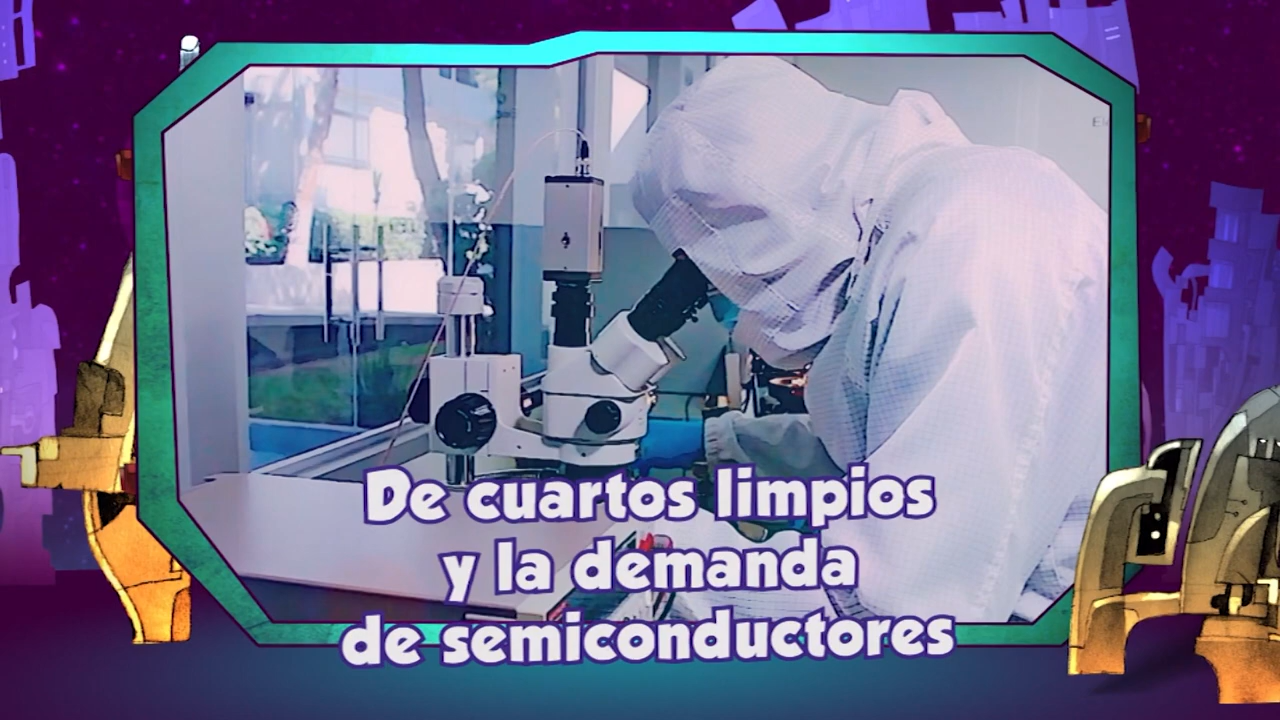 De cuartos limpios
y la demanda
de semiconductores